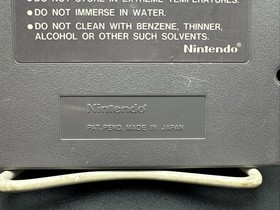 ● DO NOT STORE IN EXTREME TEMPERATURES.
● DO NOT IMMERSE IN WATER.
● DO NOT CLEAN WITH BENZENE, THINNER,
ALCOHOL OR OTHER SUCH SOLVENTS.
Nintendo®
Nintendo®
PAT. PEND. MADE IN JAPAN